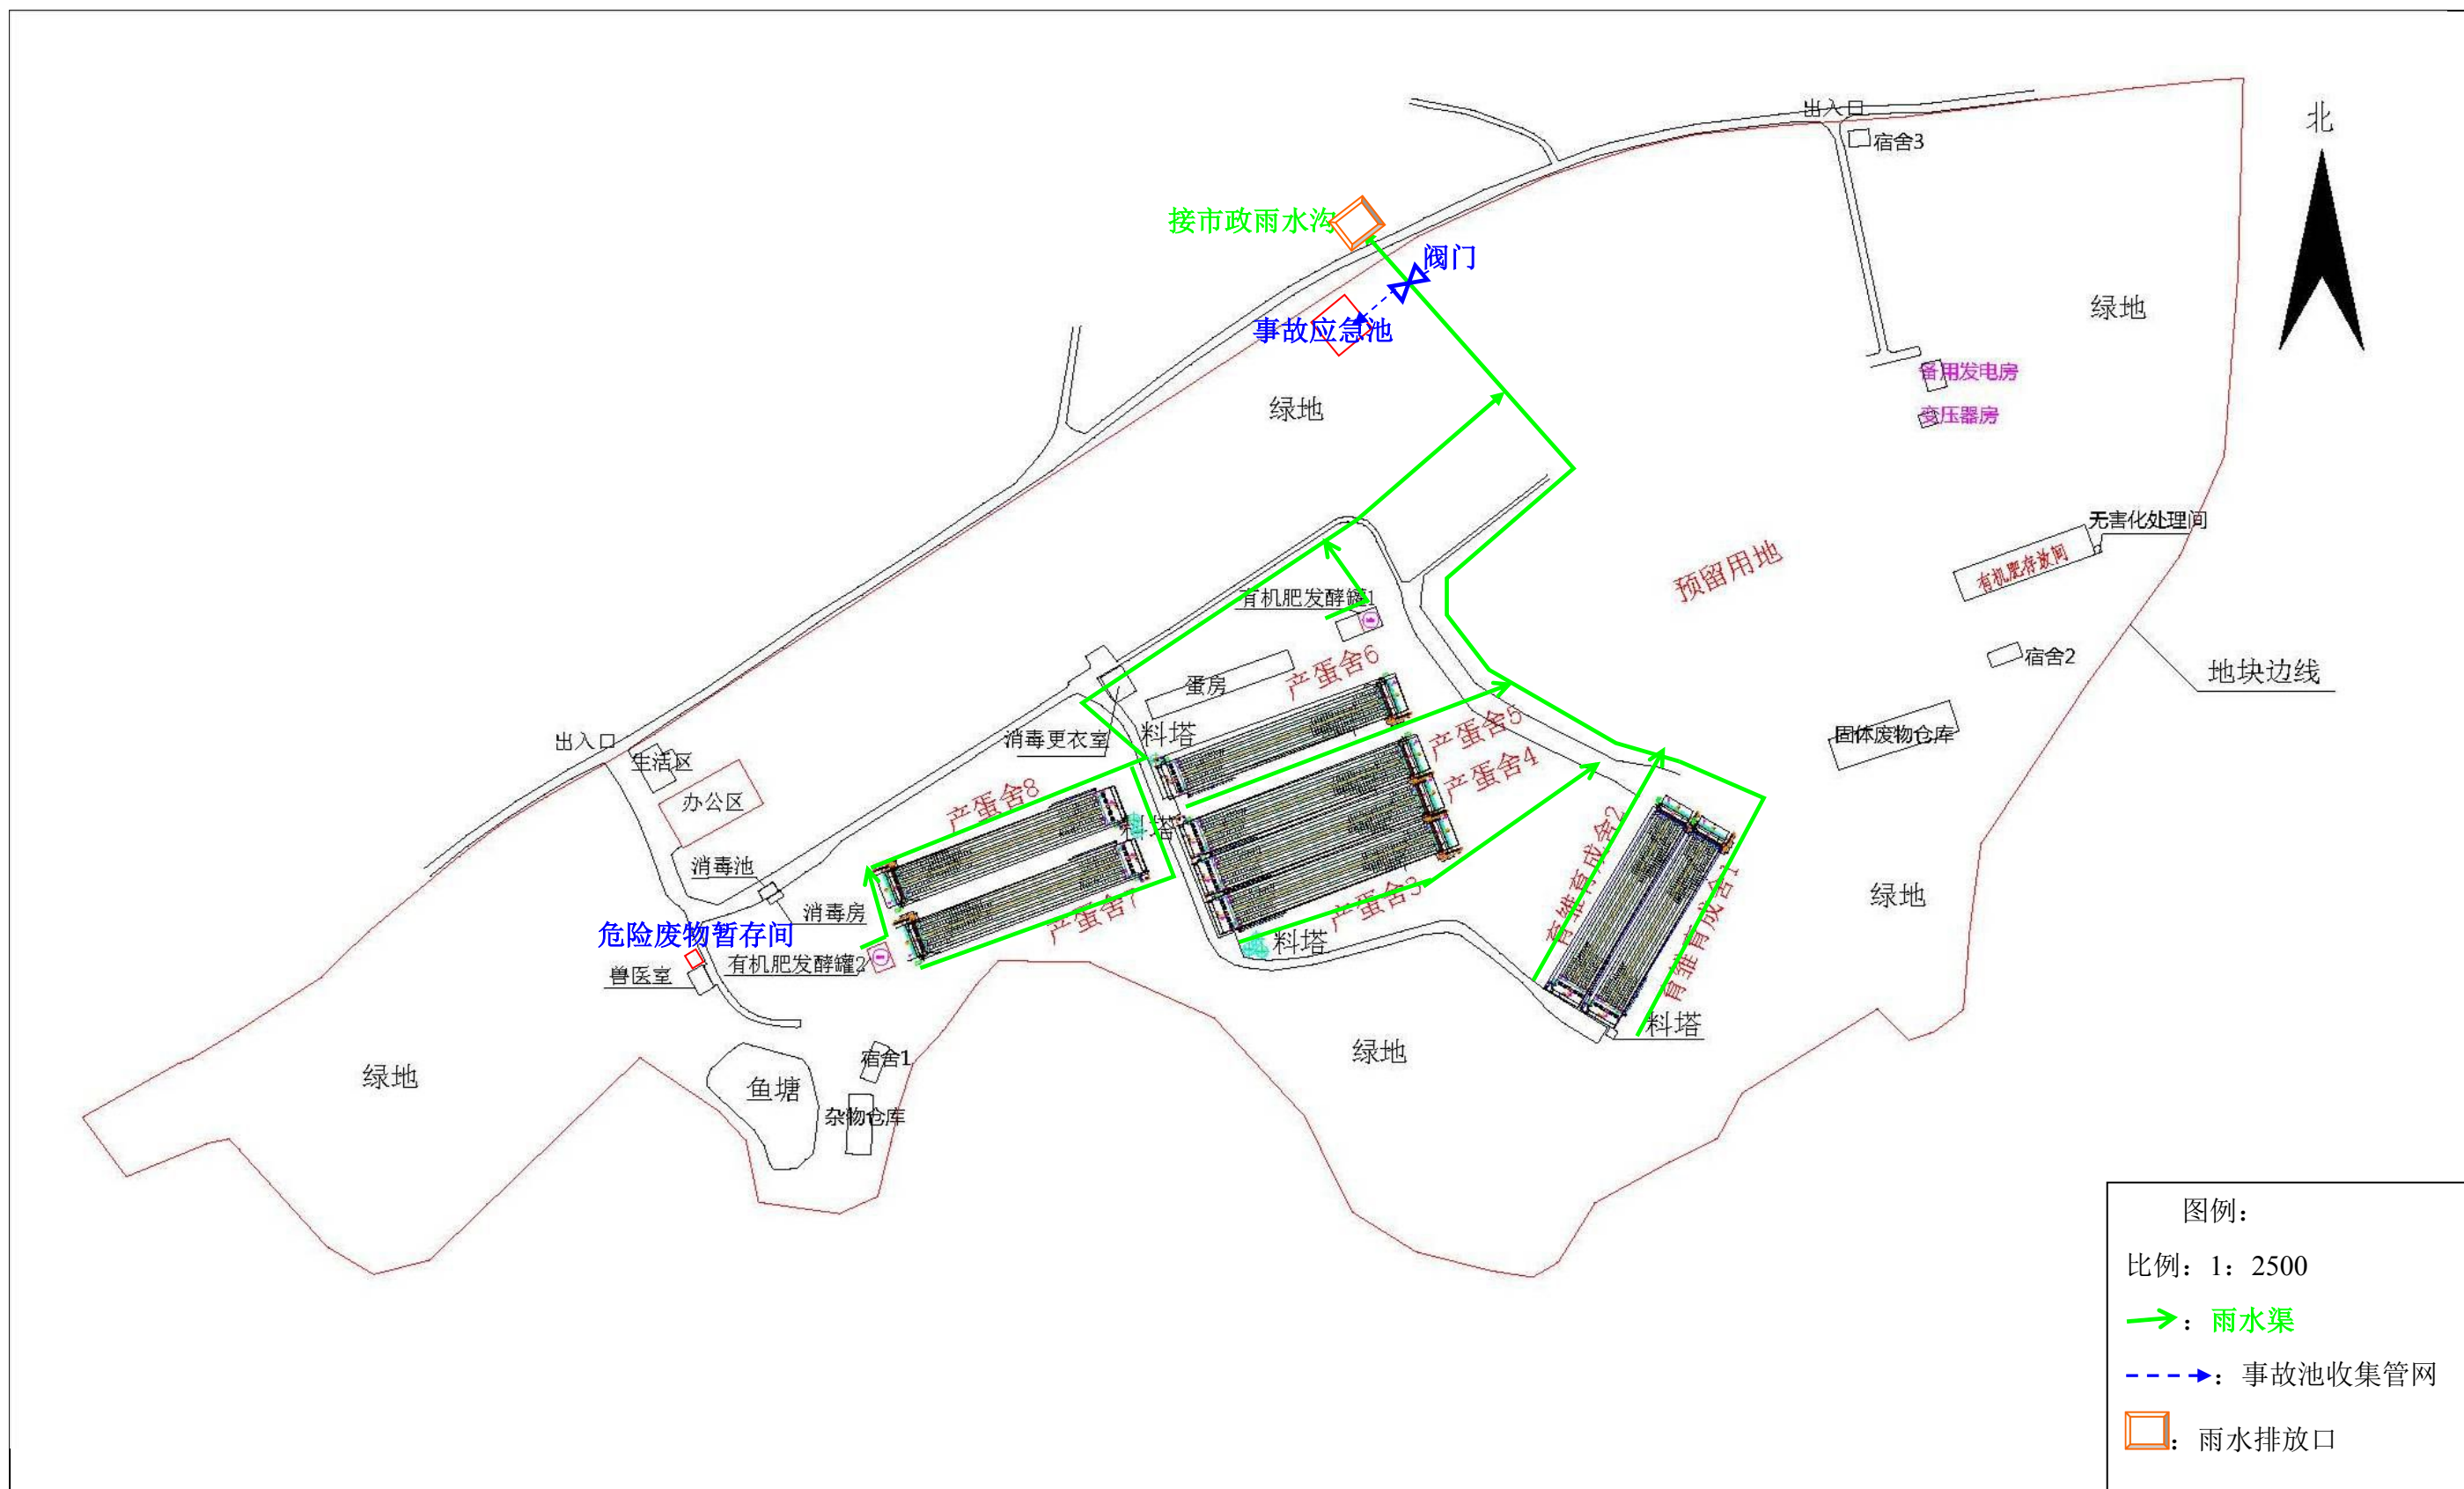 出入口
北
宿舍3
接市政雨水沟
阀门
绿地
事故应急池
备用发电房
绿地
变压器房
无害化处理间
预留用地
有机肥存放间
有机肥发酵罐1
宿舍2
产蛋舍6
地块边线
蛋房
料塔
产蛋舍5
固体废物仓库
消毒更衣室
出入口
生活区
产蛋舍4
办公区
产蛋舍8
料塔
育雏育成舍2
消毒池
绿地
消毒房
产蛋舍3
产蛋舍7
育雏育成舍1
危险废物暂存间
料塔
有机肥发酵罐2
兽医室
料塔
绿地
宿舍1
绿地
鱼塘
杂物仓库
图例：
比例：1：2500
：雨水渠
：事故池收集管网
：雨水排放口